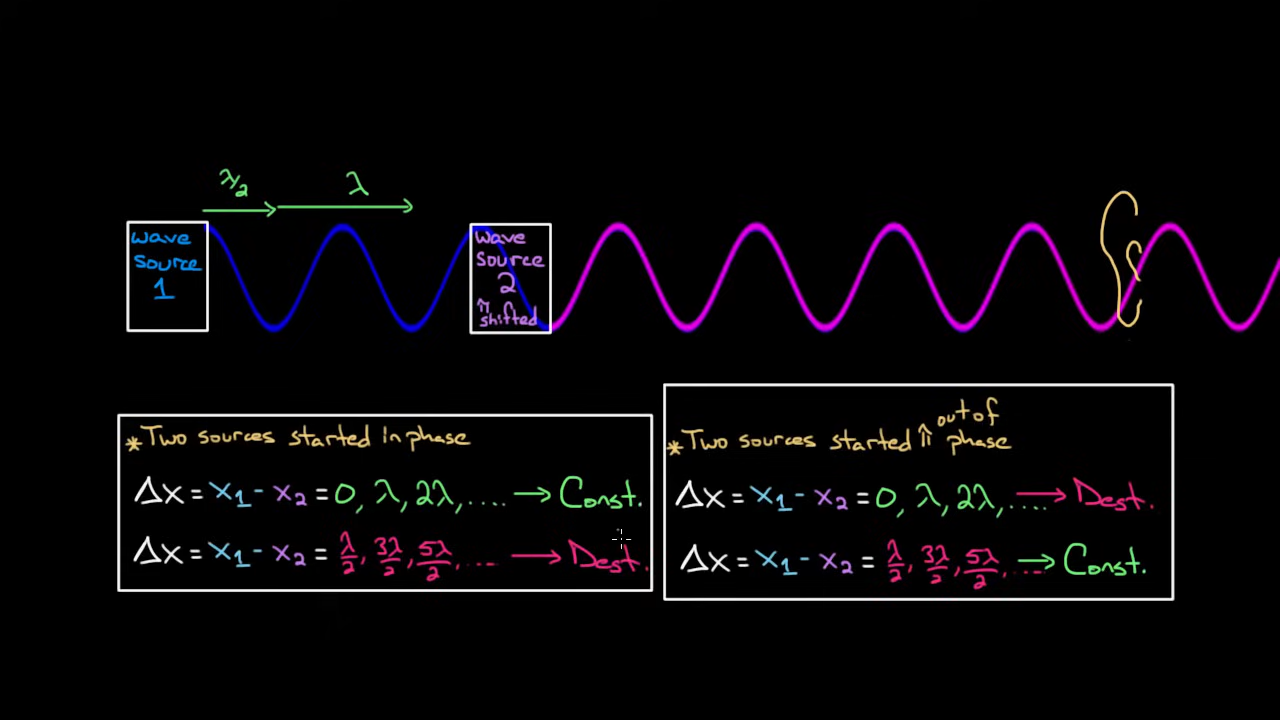 λ/2
λ
Wave
Source
1
Wave
Source
2
π
shifted
*Two sources started in phase
Δx = x₁ - x₂ = 0, λ, 2λ, .... → Const.
Δx = x₁ - x₂ = λ/2, 3λ/2, 5λ/2, .... → Dest.
*Two sources started π out of phase
Δx = x₁ - x₂ = 0, λ, 2λ, .... → Dest.
Δx = x₁ - x₂ = λ/2, 3λ/2, 5λ/2, .... → Const.